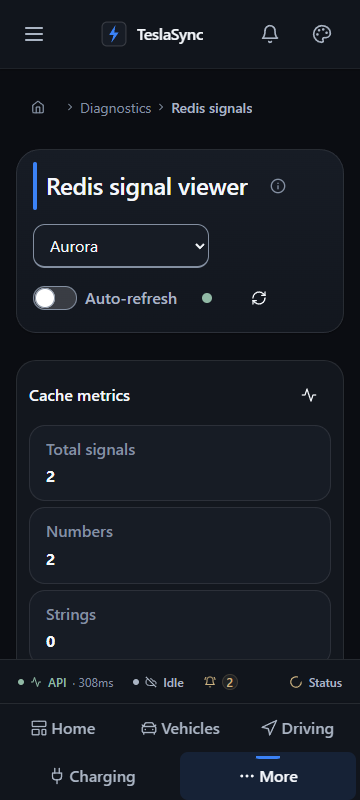 TeslaSync
Diagnostics Redis signals
Redis signal viewer
Aurora
Auto-refresh
Cache metrics
Total signals
2
Numbers
2
Strings
0
API · 308ms Idle 2 Status
Home Vehicles Driving
Charging More